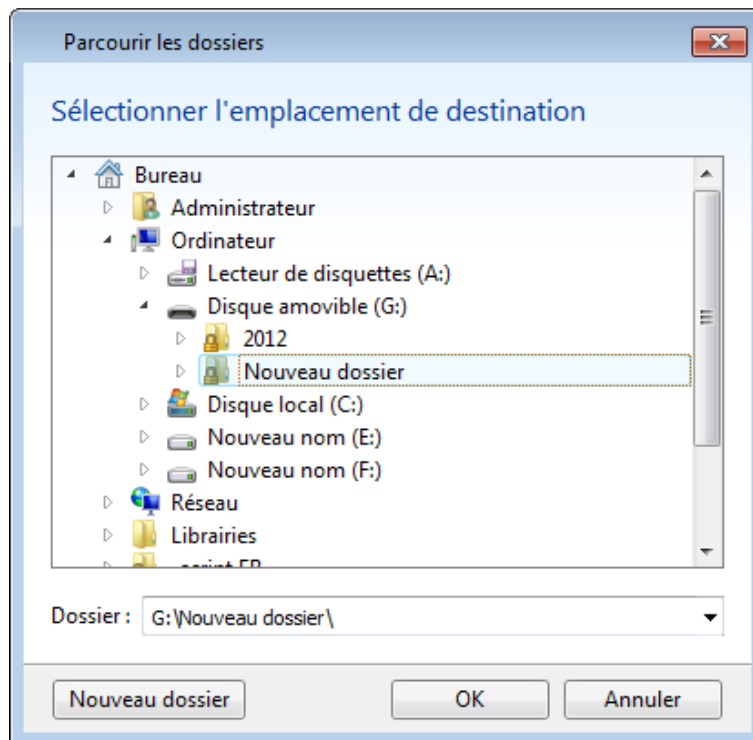 Parcourir les dossiers
Sélectionner l'emplacement de destination
Bureau
Administrateur
Ordinateur
Lecteur de disquettes (A:)
Disque amovible (G:)
2012
Nouveau dossier
Disque local (C:)
Nouveau nom (E:)
Nouveau nom (F:)
Réseau
Librairies
Dossier : G:\Nouveau dossier\
Nouveau dossier OK Annuler